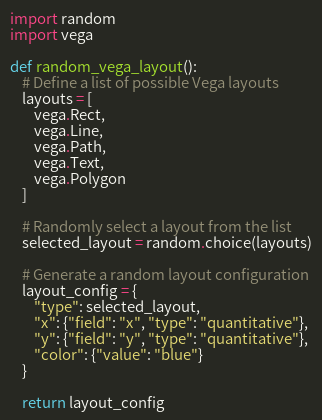 import random
import vega

def random_vega_layout():
    # Define a list of possible Vega layouts
    layouts = [
        vega.Rect,
        vega.Line,
        vega.Path,
        vega.Text,
        vega.Polygon
    ]

    # Randomly select a layout from the list
    selected_layout = random.choice(layouts)

    # Generate a random layout configuration
    layout_config = {
        "type": selected_layout,
        "x": {"field": "x", "type": "quantitative"},
        "y": {"field": "y", "type": "quantitative"},
        "color": {"value": "blue"}
    }

    return layout_config